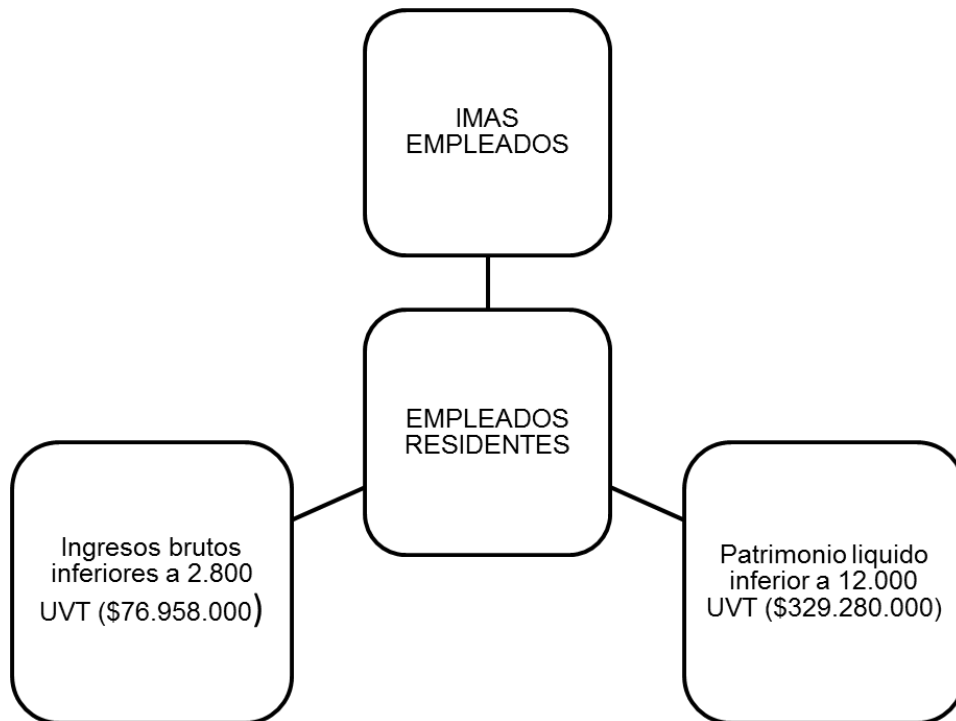 IMAS
EMPLEADOS
EMPLEADOS
RESIDENTES
Ingresos brutos
inferiores a 2.800
UVT ($76.958.000)
Patrimonio liquido
inferior a 12.000
UVT ($329.280.000)